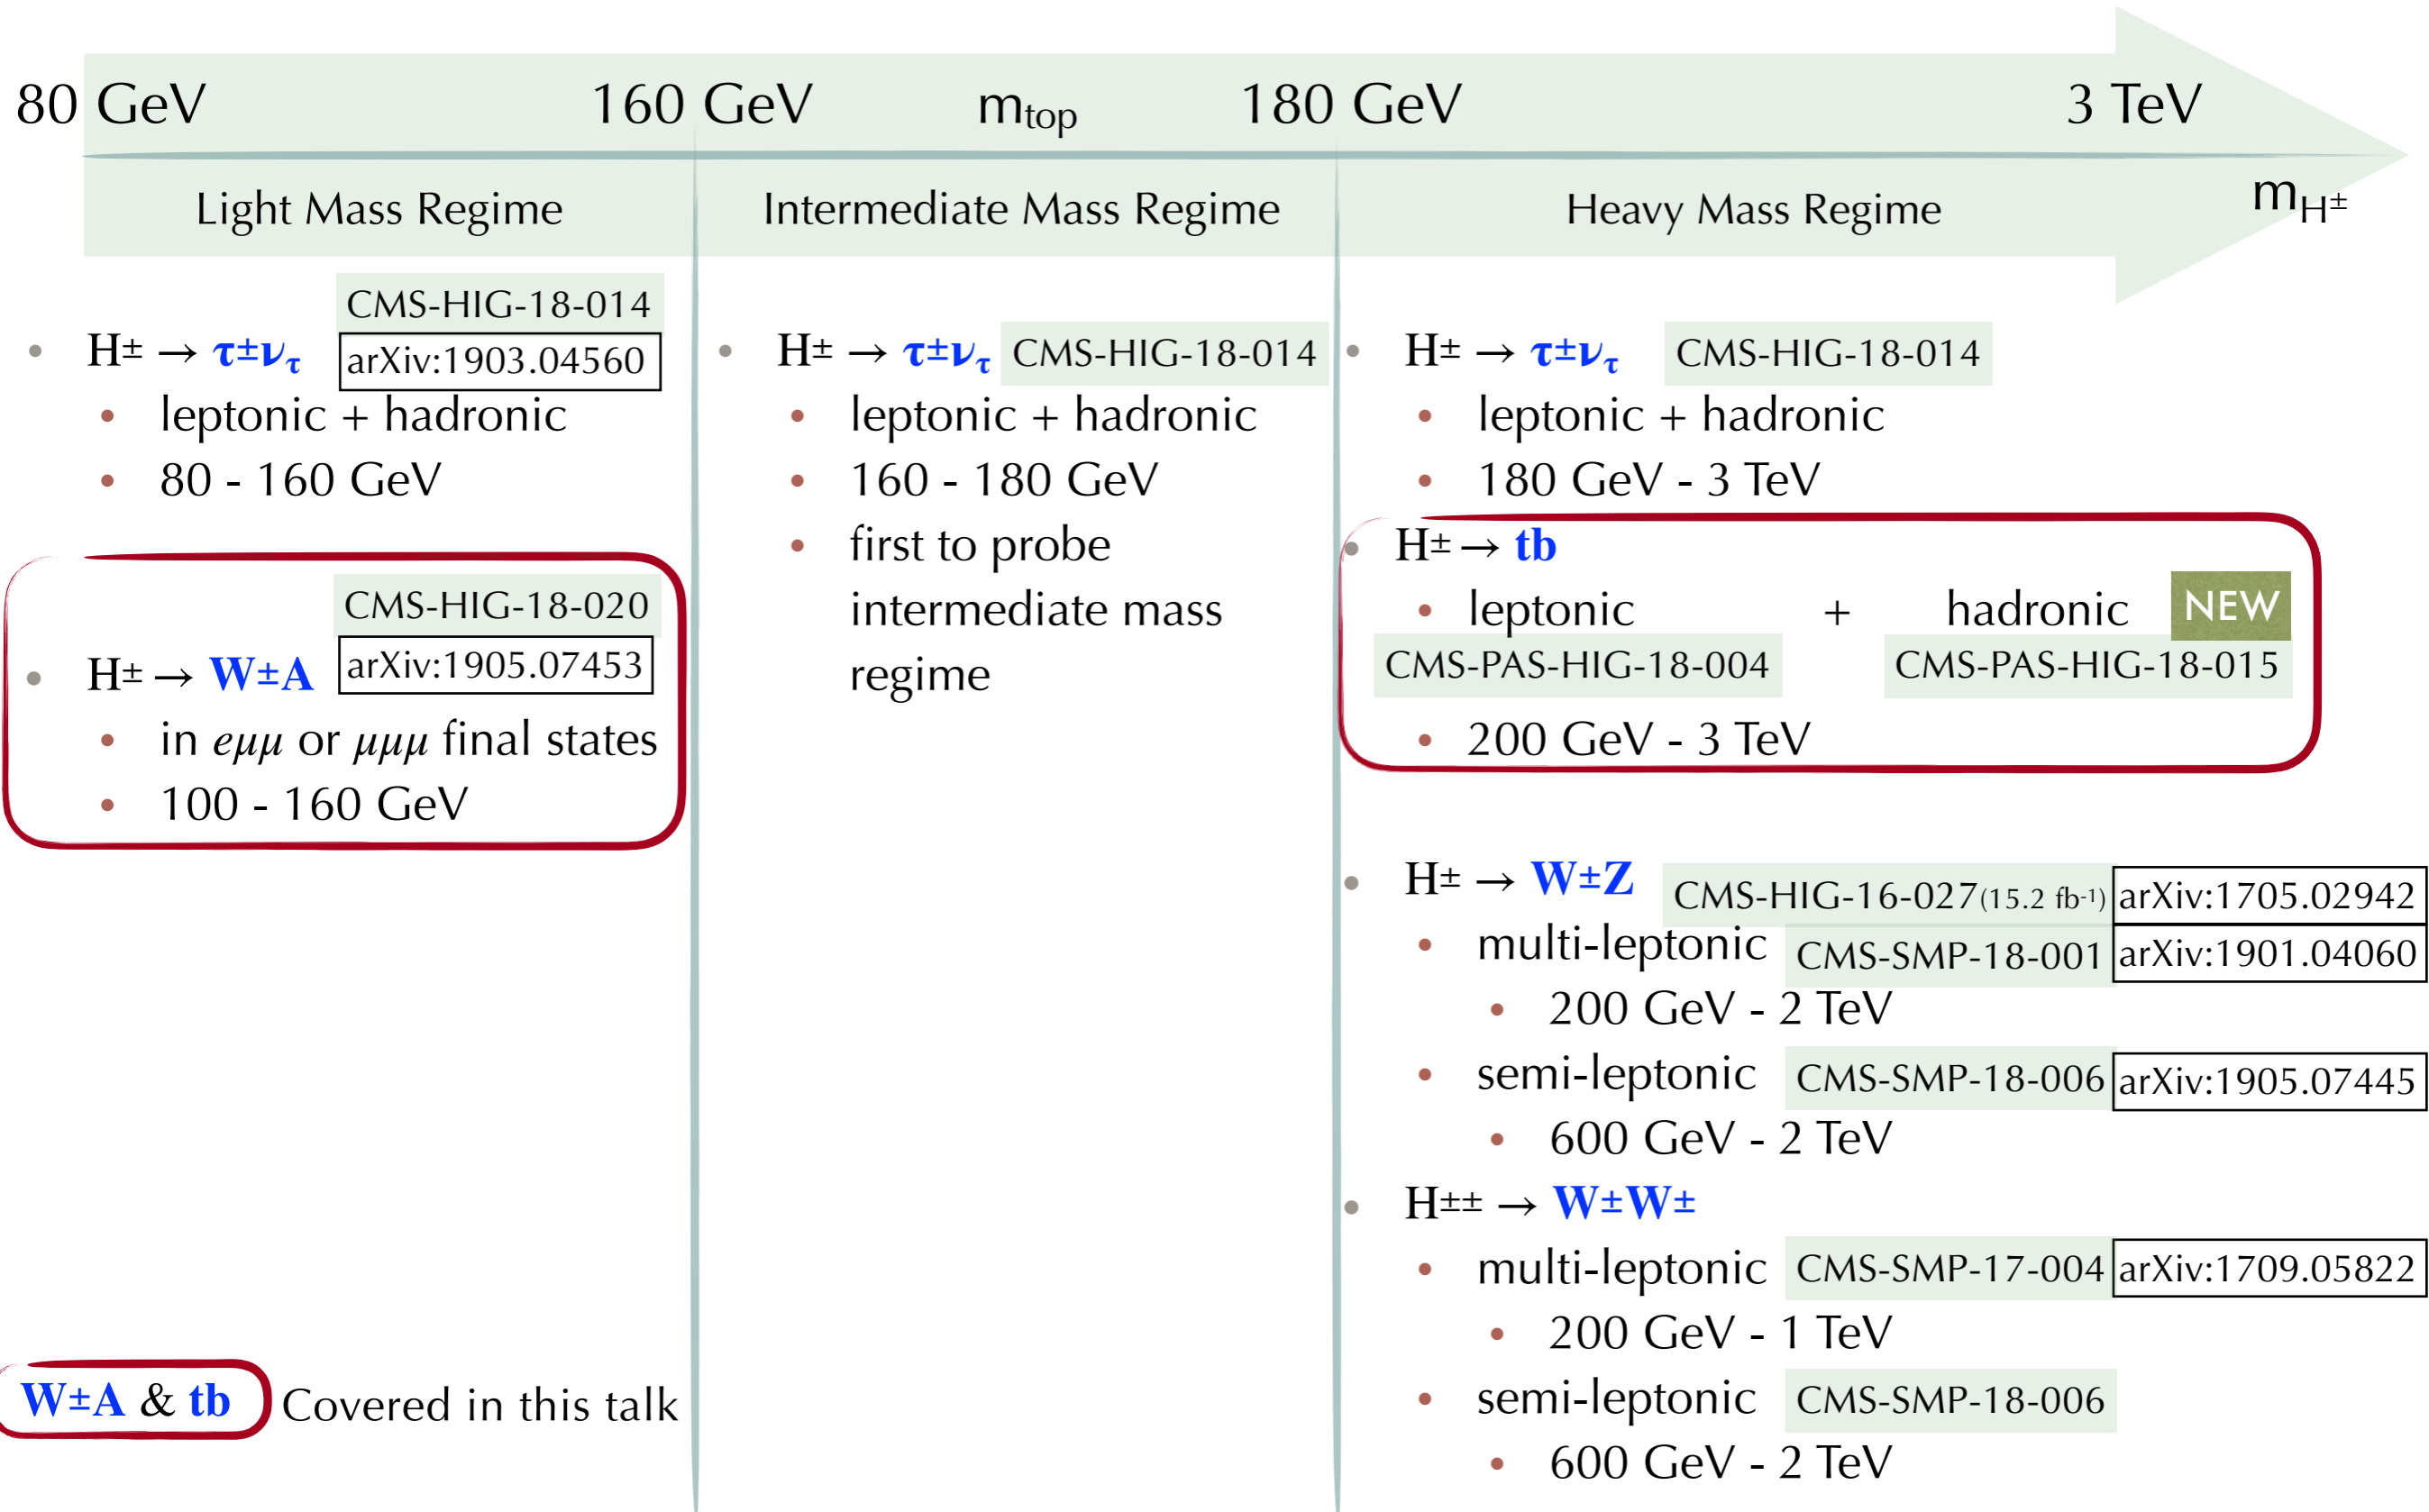 80 GeV 160 GeV mtop 180 GeV 3 TeV
Light Mass Regime Intermediate Mass Regime Heavy Mass Regime mH±
CMS-HIG-18-014
• H± → τ±ντ arXiv:1903.04560
• leptonic + hadronic
• 80 - 160 GeV
CMS-HIG-18-020
• H± → W±A arXiv:1905.07453
• in eμμ or μμμ final states
• 100 - 160 GeV
• H± → τ±ντ CMS-HIG-18-014
• leptonic + hadronic
• 160 - 180 GeV
• first to probe
intermediate mass
regime
• H± → τ±ντ CMS-HIG-18-014
• leptonic + hadronic
• 180 GeV - 3 TeV
• H± → tb
• leptonic + hadronic NEW
CMS-PAS-HIG-18-004 CMS-PAS-HIG-18-015
• 200 GeV - 3 TeV
• H± → W±Z CMS-HIG-16-027(15.2 fb-1) arXiv:1705.02942
• multi-leptonic CMS-SMP-18-001 arXiv:1901.04060
• 200 GeV - 2 TeV
• semi-leptonic CMS-SMP-18-006 arXiv:1905.07445
• 600 GeV - 2 TeV
• H±± → W±W±
• multi-leptonic CMS-SMP-17-004 arXiv:1709.05822
• 200 GeV - 1 TeV
• semi-leptonic CMS-SMP-18-006
• 600 GeV - 2 TeV
W±A & tb Covered in this talk